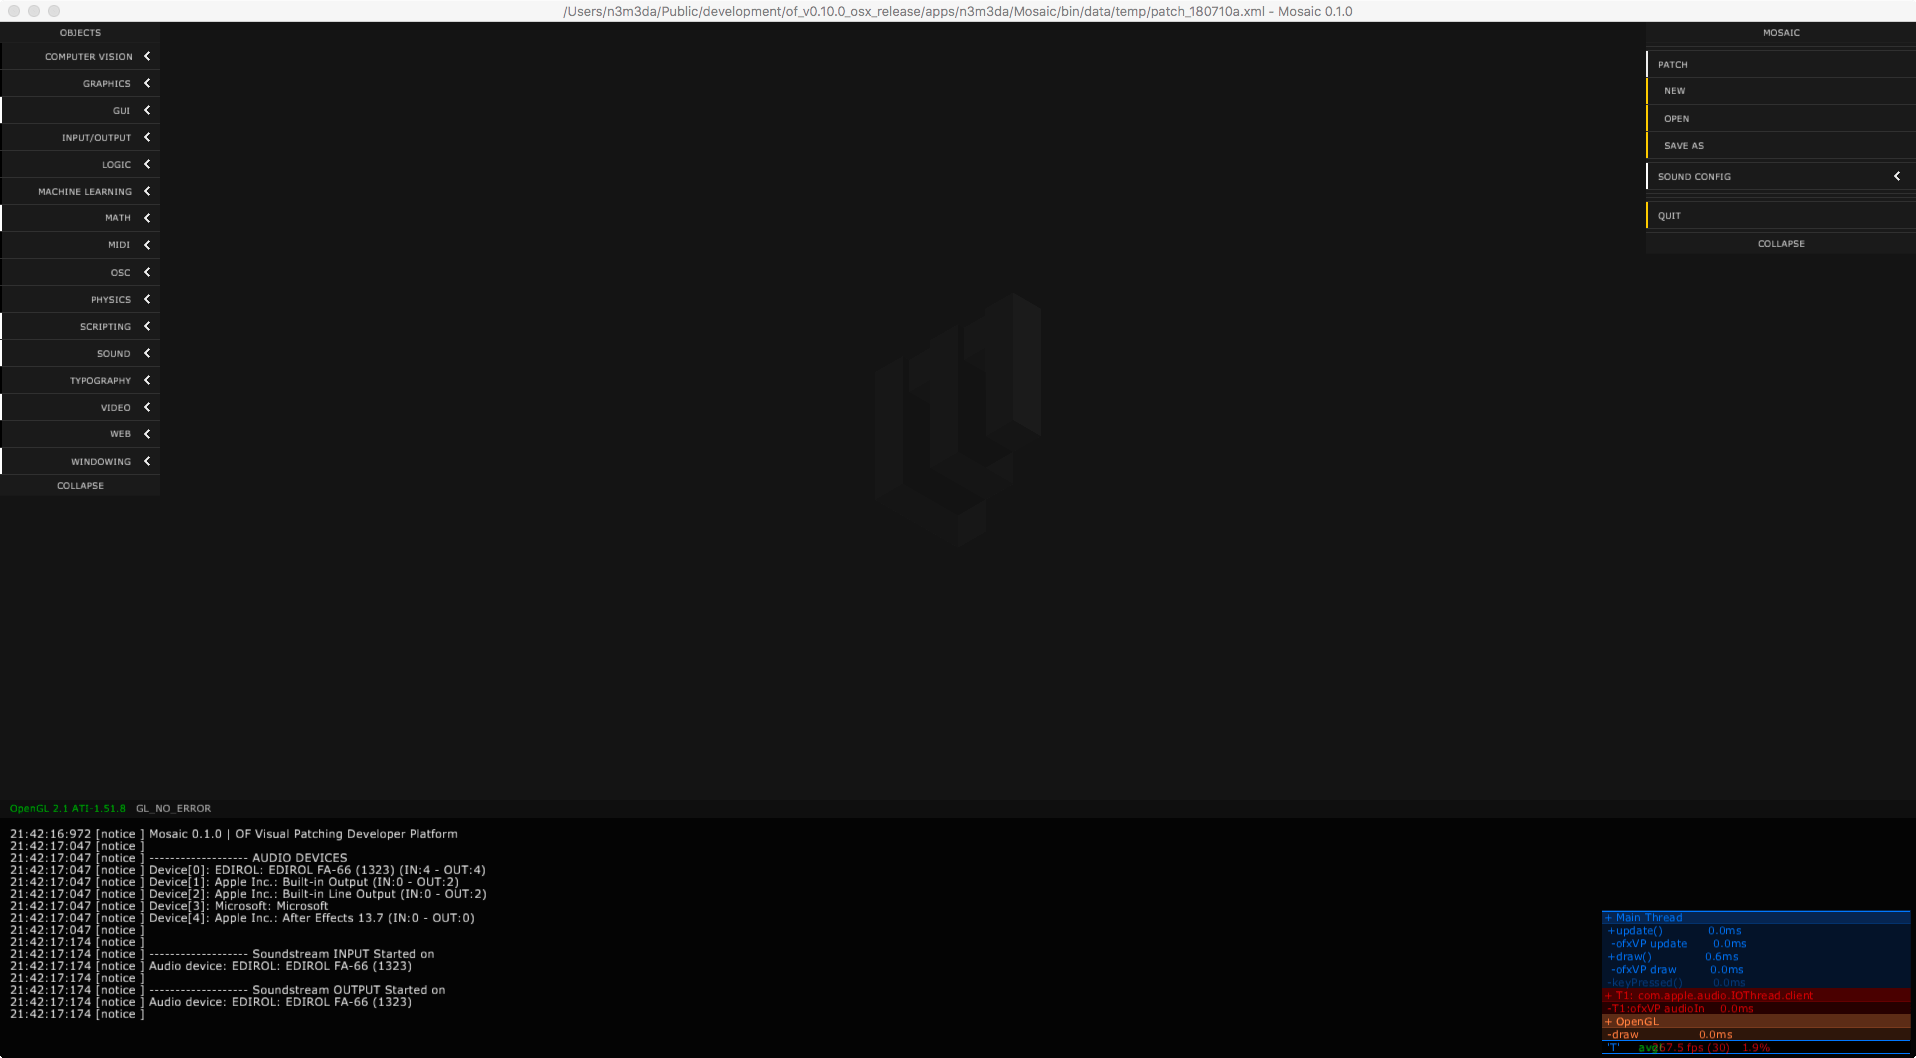 /Users/n3m3da/Public/development/of_v0.10.0_osx_release/apps/n3m3da/Mosaic/bin/data/temp/patch_180710a.xml - Mosaic 0.1.0
OBJECTS
COMPUTER VISION
GRAPHICS
GUI
INPUT/OUTPUT
LOGIC
MACHINE LEARNING
MATH
MIDI
OSC
PHYSICS
SCRIPTING
SOUND
TYPOGRAPHY
VIDEO
WEB
WINDOWING
COLLAPSE
MOSAIC
PATCH
NEW
OPEN
SAVE AS
SOUND CONFIG
QUIT
COLLAPSE
OpenGL 2.1 ATI-1.51.8 GL_NO_ERROR
21:42:16:972 [notice ] Mosaic 0.1.0 | OF Visual Patching Developer Platform
21:42:17:047 [notice ]
21:42:17:047 [notice ] ------------------- AUDIO DEVICES
21:42:17:047 [notice ] Device[0]: EDIROL: EDIROL FA-66 (1323) (IN:4 - OUT:4)
21:42:17:047 [notice ] Device[1]: Apple Inc.: Built-in Output (IN:0 - OUT:2)
21:42:17:047 [notice ] Device[2]: Apple Inc.: Built-in Line Output (IN:0 - OUT:2)
21:42:17:047 [notice ] Device[3]: Microsoft: Microsoft
21:42:17:047 [notice ] Device[4]: Apple Inc.: After Effects 13.7 (IN:0 - OUT:0)
21:42:17:047 [notice ]
21:42:17:174 [notice ]
21:42:17:174 [notice ] ------------------- Soundstream INPUT Started on
21:42:17:174 [notice ] Audio device: EDIROL: EDIROL FA-66 (1323)
21:42:17:174 [notice ]
21:42:17:174 [notice ] ------------------- Soundstream OUTPUT Started on
21:42:17:174 [notice ] Audio device: EDIROL: EDIROL FA-66 (1323)
21:42:17:174 [notice ]
+ Main Thread
+update() 0.0ms
-ofxVP update 0.0ms
+draw() 0.6ms
-ofxVP draw 0.0ms
-keyPressed() 0.0ms
+ T1: com.apple.audio.IOThread.client
-T1:ofxVP audioIn 0.0ms
+ OpenGL
-draw 0.0ms
'T' fps (30) 1.9%